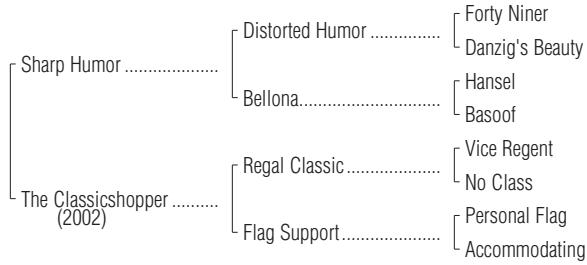 Forty Niner
Distorted Humor ..................
Danzig's Beauty
Sharp Humor ....................
Hansel
Bellona..............................
Basoof
Vice Regent
Regal Classic ....................
No Class
The Classicshopper ..........
(2002)
Personal Flag
Flag Support.....................
Accommodating